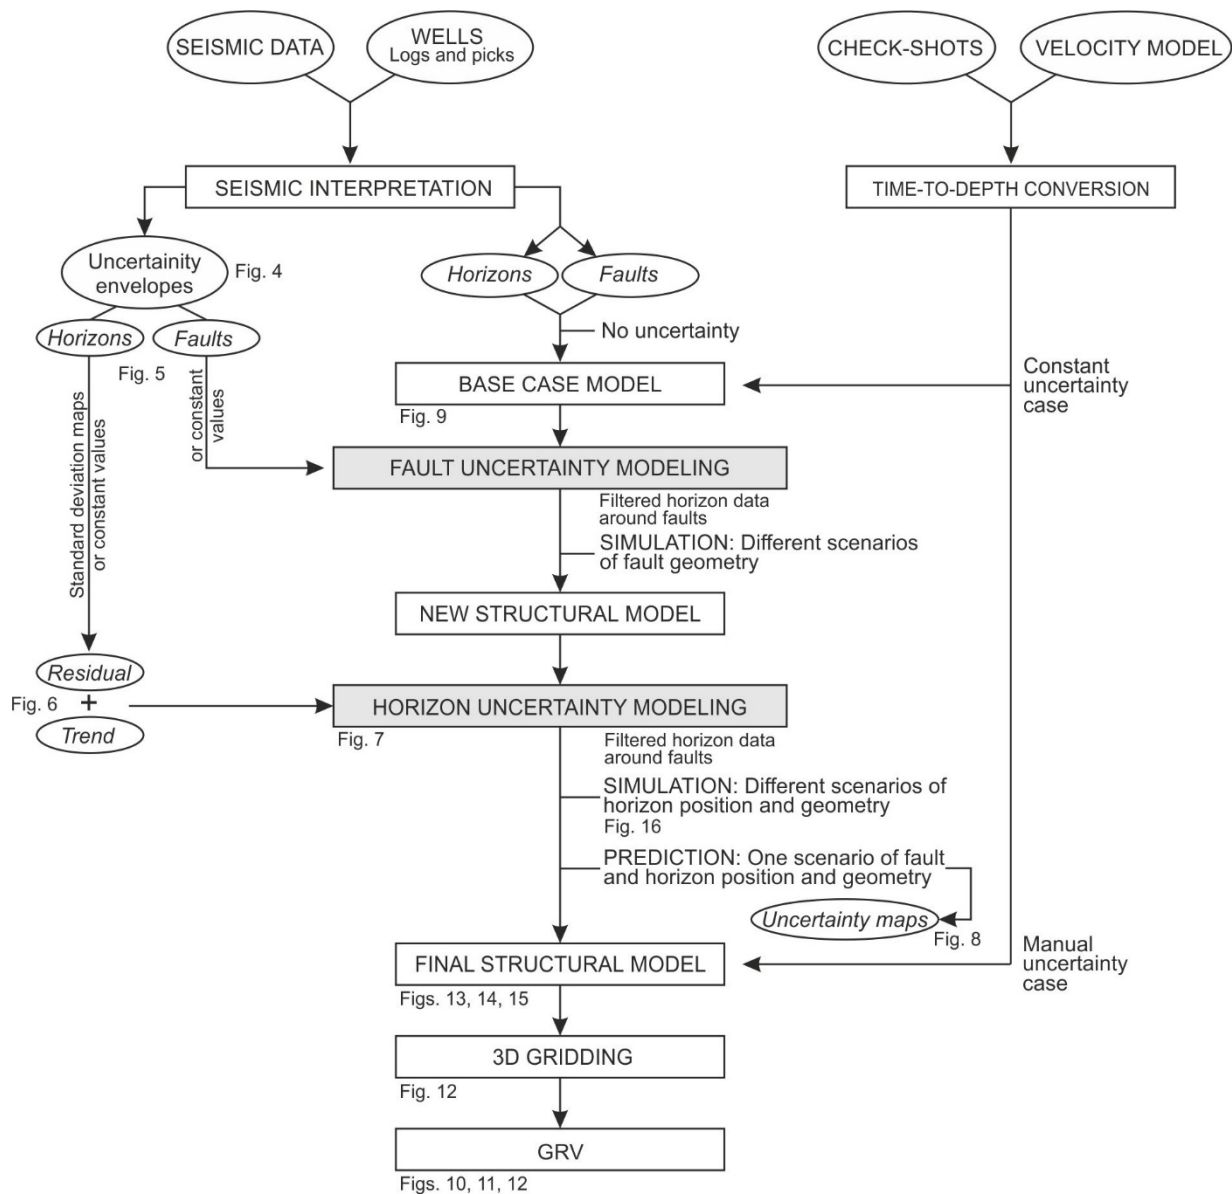 SEISMIC DATA
WELLS
Logs and picks
CHECK-SHOTS
VELOCITY MODEL
SEISMIC INTERPRETATION
TIME-TO-DEPTH CONVERSION
Uncertainity
envelopes
Fig. 4
Horizons
Faults
Horizons
Faults
Fig. 5
No uncertainty
BASE CASE MODEL
Fig. 9
Constant
uncertainty
case
Standard deviation maps
or constant values
or constant
values
FAULT UNCERTAINTY MODELING
Filtered horizon data
around faults
SIMULATION: Different scenarios
of fault geometry
NEW STRUCTURAL MODEL
Residual
Fig. 6
+
Trend
HORIZON UNCERTAINTY MODELING
Fig. 7
Filtered horizon data
around faults
SIMULATION: Different scenarios of
horizon position and geometry
Fig. 16
PREDICTION: One scenario of fault
and horizon position and geometry
Uncertainty maps
Fig. 8
FINAL STRUCTURAL MODEL
Figs. 13, 14, 15
Manual
uncertainty
case
3D GRIDDING
Fig. 12
GRV
Figs. 10, 11, 12